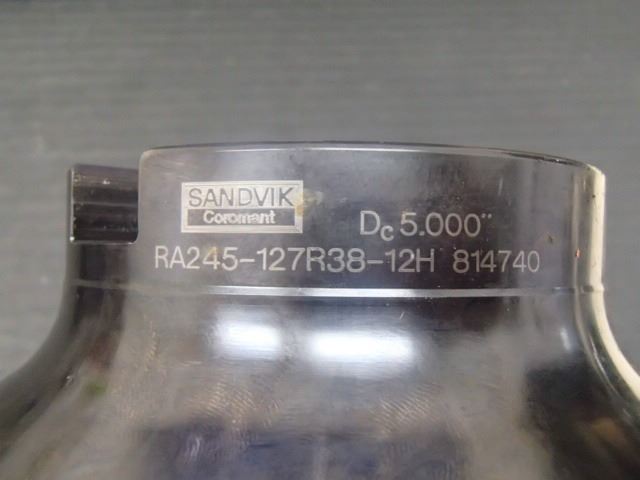 SANDVIK
Coromant
Dc 5.000"
RA245-127R38-12H 814740